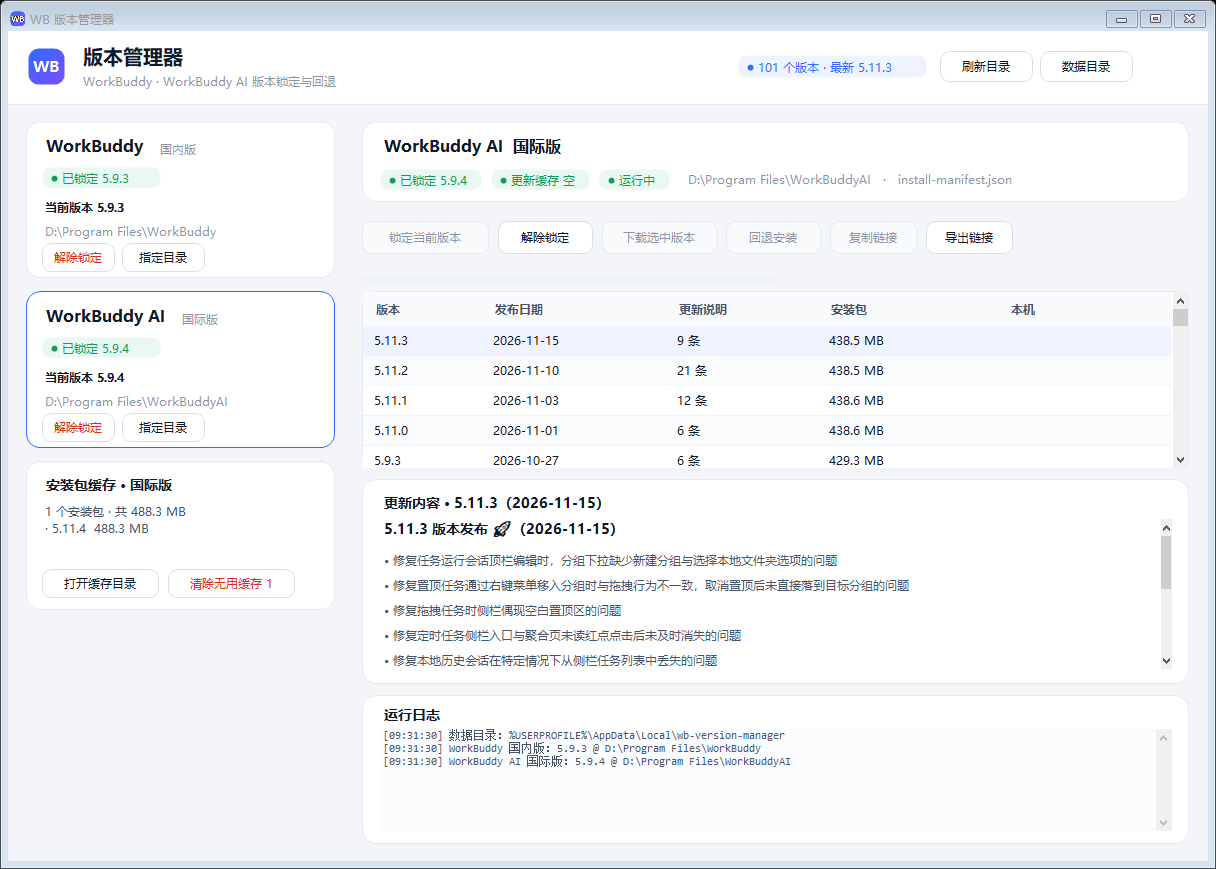 WB WB 版本管理器
WB
版本管理器
WorkBuddy · WorkBuddy AI 版本锁定与回退
● 101 个版本 · 最新 5.11.3
刷新目录
数据目录
WorkBuddy 国内版
● 已锁定 5.9.3
当前版本 5.9.3
D:\Program Files\WorkBuddy
解除锁定 指定目录
WorkBuddy AI 国际版
● 已锁定 5.9.4
当前版本 5.9.4
D:\Program Files\WorkBuddyAI
解除锁定 指定目录
安装包缓存 • 国际版
1 个安装包 · 共 488.3 MB
· 5.11.4 488.3 MB
打开缓存目录 清除无用缓存 1
WorkBuddy AI 国际版
● 已锁定 5.9.4 ● 更新缓存 空 ● 运行中 D:\Program Files\WorkBuddyAI · install-manifest.json
锁定当前版本 解除锁定 下载选中版本 回退安装 复制链接 导出链接
版本 发布日期 更新说明 安装包 本机
5.11.3 2026-11-15 9 条 438.5 MB
5.11.2 2026-11-10 21 条 438.5 MB
5.11.1 2026-11-03 12 条 438.6 MB
5.11.0 2026-11-01 6 条 438.6 MB
5.9.3 2026-10-27 6 条 429.3 MB
更新内容 • 5.11.3（2026-11-15）
5.11.3 版本发布 🚀（2026-11-15）
• 修复任务运行会话顶栏编辑时，分组下拉缺少新建分组与选择本地文件夹选项的问题
• 修复置顶任务通过右键菜单移入分组时与拖拽行为不一致，取消置顶后未直接落到目标分组的问题
• 修复拖拽任务时侧栏偶现空白置顶区的问题
• 修复定时任务侧栏入口与聚合页未读红点点击后未及时消失的问题
• 修复本地历史会话在特定情况下从侧栏任务列表中丢失的问题
运行日志
[09:31:30] 数据目录: %USERPROFILE%\AppData\Local\wb-version-manager
[09:31:30] WorkBuddy 国内版: 5.9.3 @ D:\Program Files\WorkBuddy
[09:31:30] WorkBuddy AI 国际版: 5.9.4 @ D:\Program Files\WorkBuddyAI